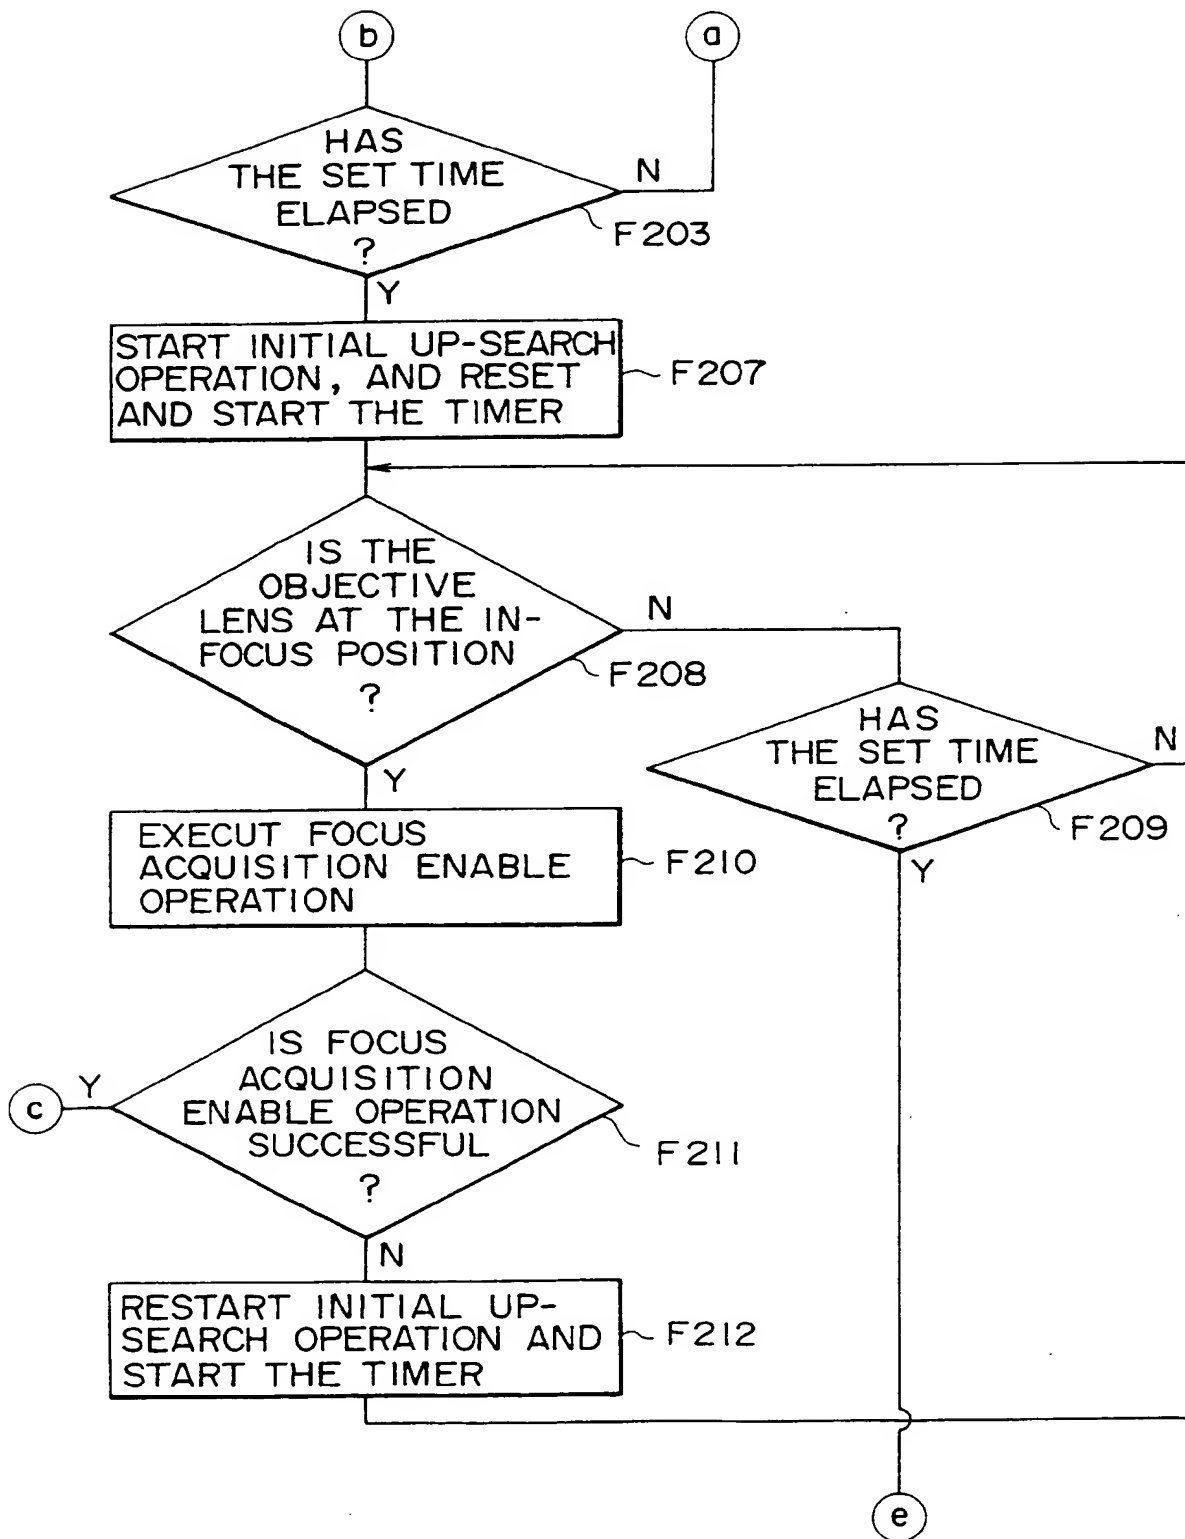 b
a
HAS
THE SET TIME
ELAPSED
?
N
F203
Y
START INITIAL UP-SEARCH
OPERATION, AND RESET
AND START THE TIMER
F207
IS THE
OBJECTIVE
LENS AT THE IN-
FOCUS POSITION
?
N
F208
Y
HAS
THE SET TIME
ELAPSED
?
N
F209
Y
EXECUT FOCUS
ACQUISITION ENABLE
OPERATION
F210
IS FOCUS
ACQUISITION
ENABLE OPERATION
SUCCESSFUL
?
Y
c
F211
N
RESTART INITIAL UP-
SEARCH OPERATION AND
START THE TIMER
F212
e